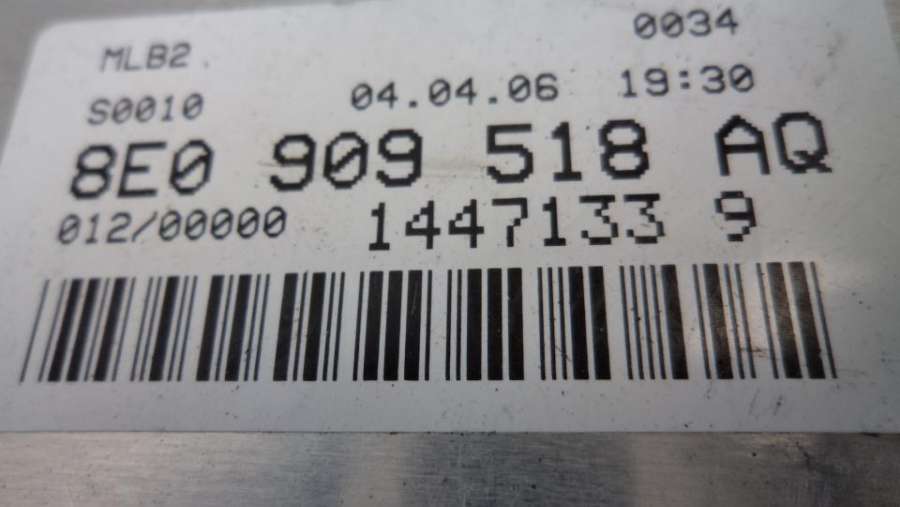 0034
MLB2
S0010 04.04.06 19:30
8E0 909 518 AQ
012/00000 1447133 9